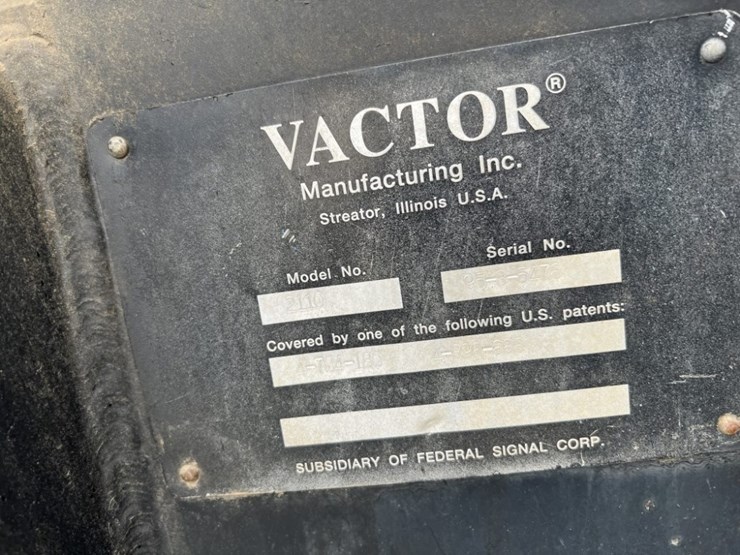 VACTOR®
Manufacturing Inc.
Streator, Illinois U.S.A.
Model No. Serial No.
Covered by one of the following U.S. patents:
SUBSIDIARY OF FEDERAL SIGNAL CORP.